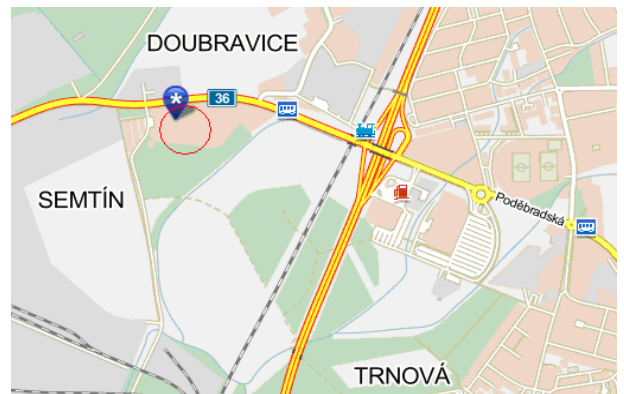 DOUBRAVICE
36
SEMTÍN
Poděbradská
TRNOVÁ